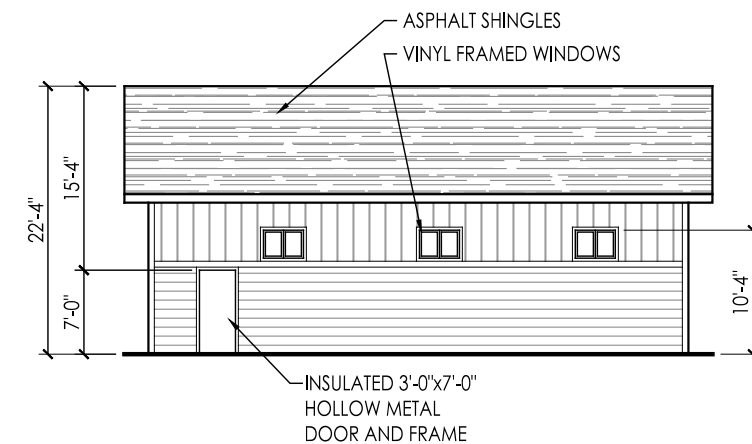 ASPHALT SHINGLES
VINYL FRAMED WINDOWS
22'-4"
15'-4"
7'-0"
10'-4"
INSULATED 3'-0"x7'-0"
HOLLOW METAL
DOOR AND FRAME